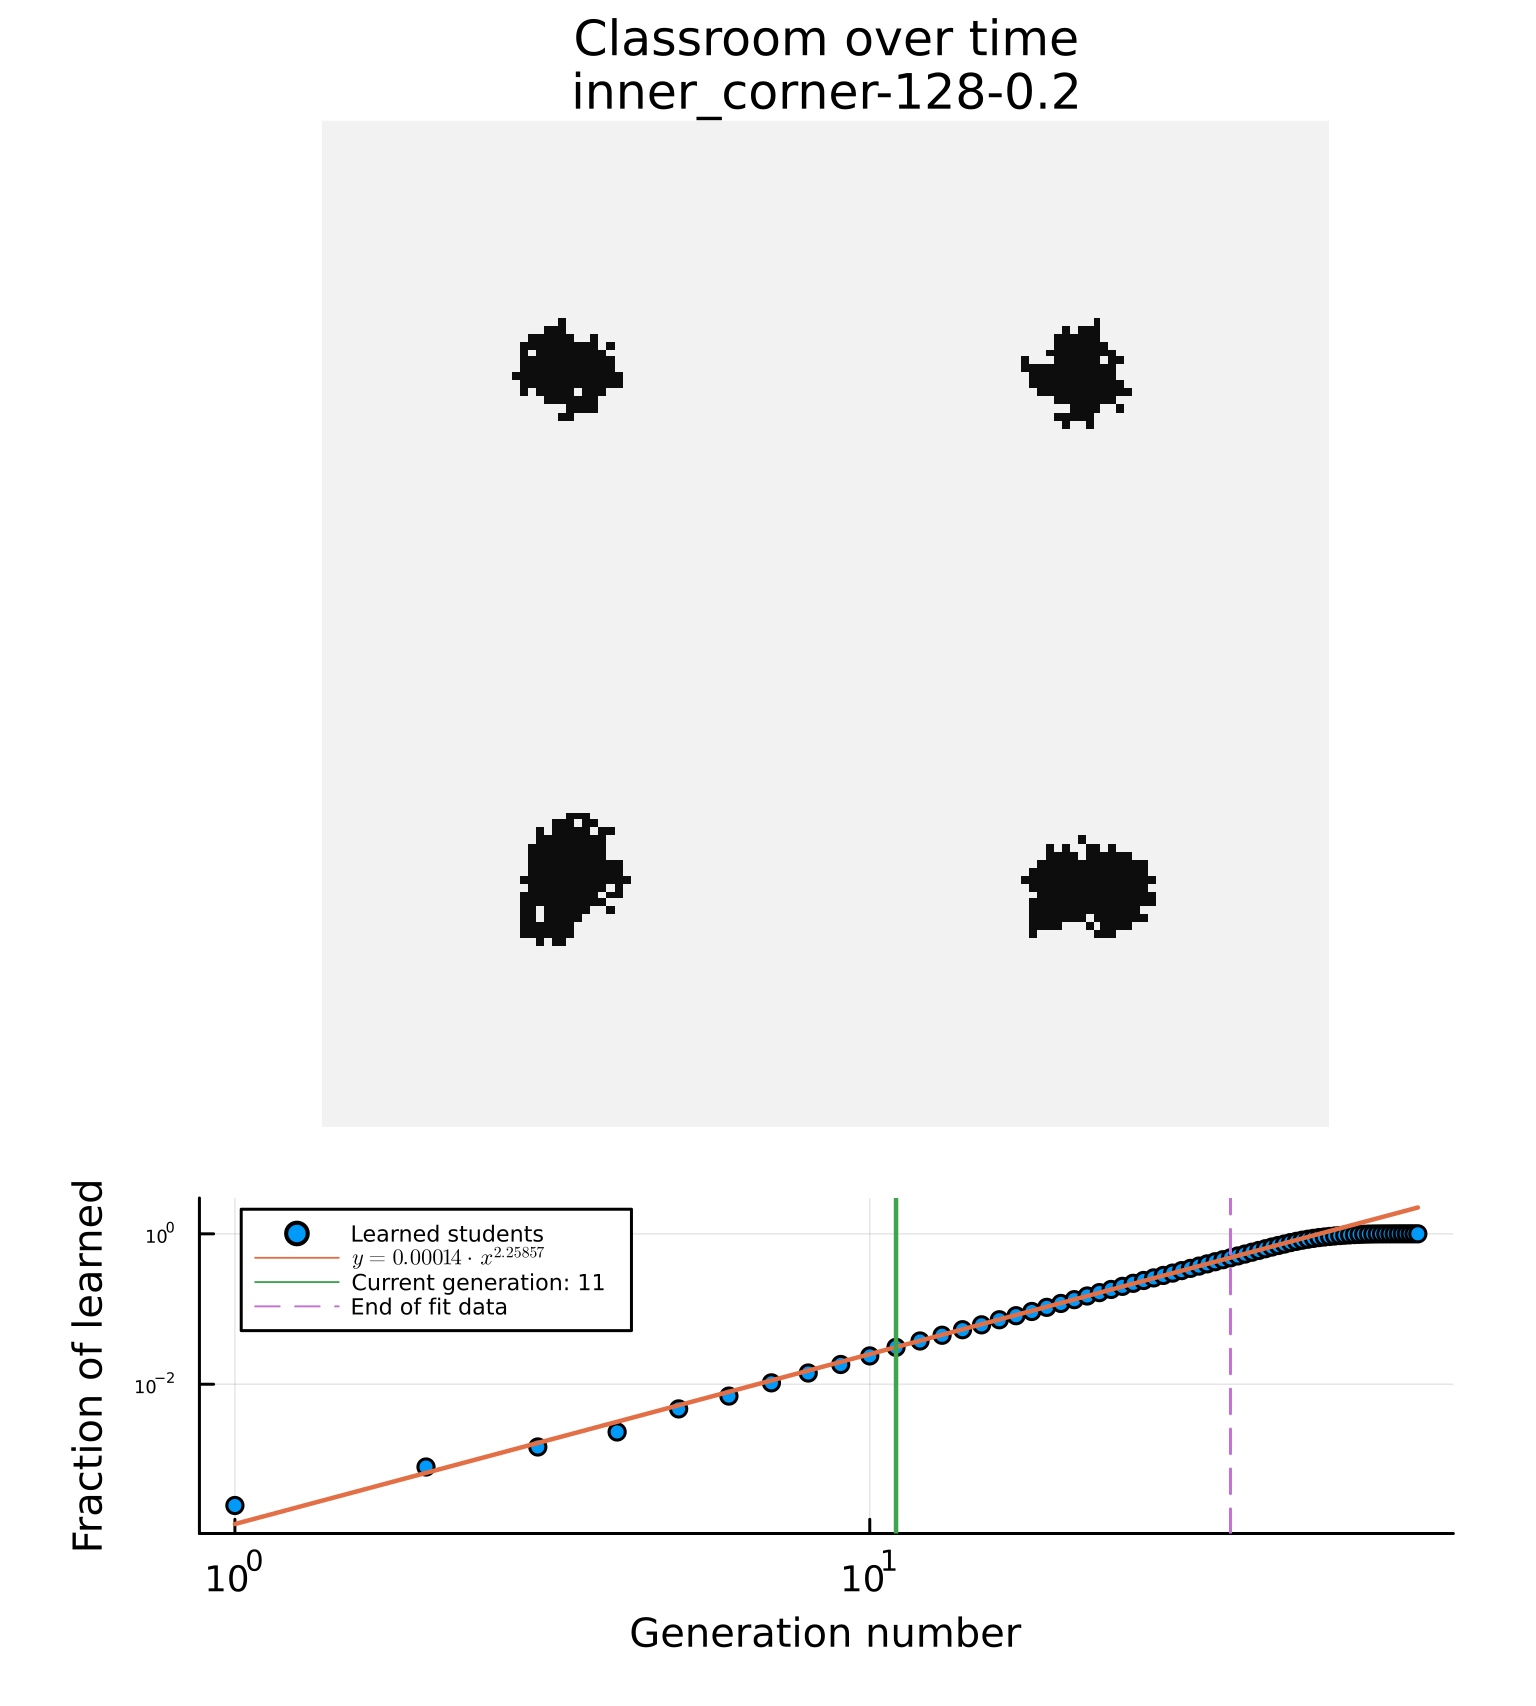 Classroom over time
inner_corner-128-0.2
Learned students
y = 0.00014 · x^2.25857
Current generation: 11
End of fit data
Fraction of learned
10^0
10^−2
10^0
10^1
Generation number